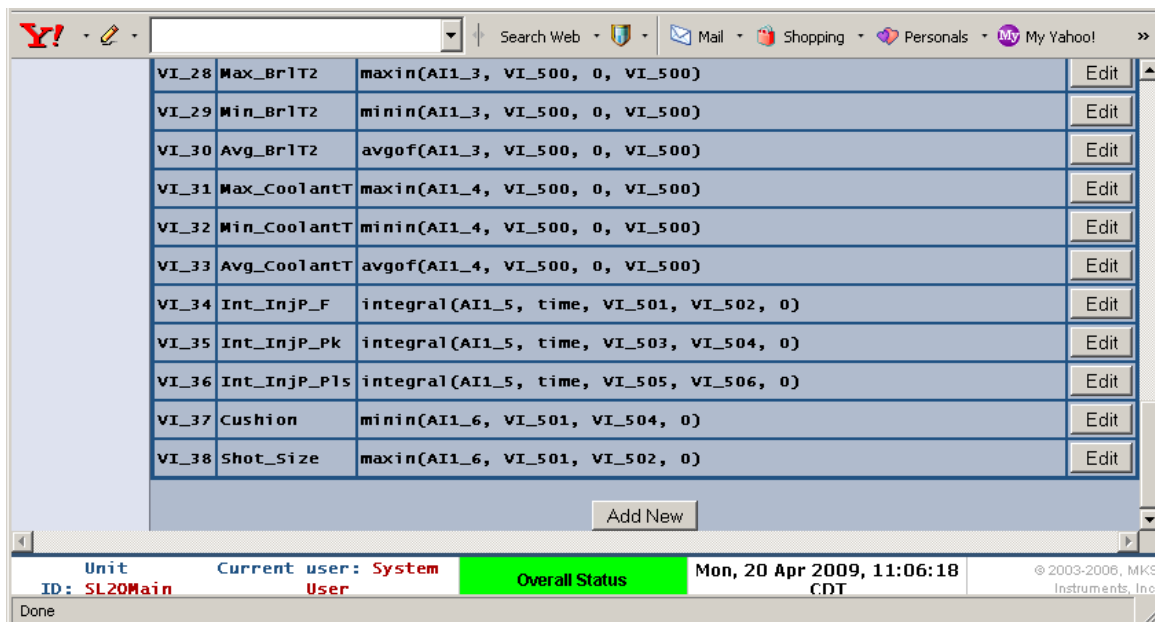 Y! Search Web Mail Shopping Personals My My Yahoo! »
VI_28 Max_BrlT2 maxin(AI1_3, VI_500, 0, VI_500) Edit
VI_29 Min_BrlT2 minin(AI1_3, VI_500, 0, VI_500) Edit
VI_30 Avg_BrlT2 avgof(AI1_3, VI_500, 0, VI_500) Edit
VI_31 Max_CoolantT maxin(AI1_4, VI_500, 0, VI_500) Edit
VI_32 Min_CoolantT minin(AI1_4, VI_500, 0, VI_500) Edit
VI_33 Avg_CoolantT avgof(AI1_4, VI_500, 0, VI_500) Edit
VI_34 Int_InjP_F integral(AI1_5, time, VI_501, VI_502, 0) Edit
VI_35 Int_InjP_Pk integral(AI1_5, time, VI_503, VI_504, 0) Edit
VI_36 Int_InjP_Pls integral(AI1_5, time, VI_505, VI_506, 0) Edit
VI_37 Cushion minin(AI1_6, VI_501, VI_504, 0) Edit
VI_38 Shot_Size maxin(AI1_6, VI_501, VI_502, 0) Edit
Add New
Unit Current user: System Overall Status Mon, 20 Apr 2009, 11:06:18 © 2003-2006, MKS
ID: SL20Main User CDT Instruments, Inc
Done